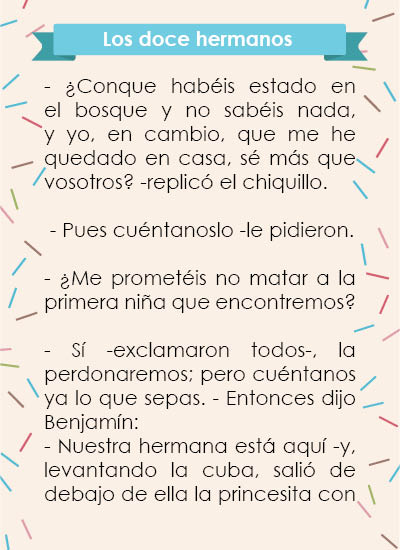 Los doce hermanos
- ¿Conque habéis estado en
el bosque y no sabéis nada,
y yo, en cambio, que me he
quedado en casa, sé más que
vosotros? -replicó el chiquillo.
- Pues cuéntanoslo -le pidieron.
- ¿Me prometéis no matar a la
primera niña que encontremos?
- Sí -exclamaron todos-, la
perdonaremos; pero cuéntanos
ya lo que sepas. - Entonces dijo
Benjamín:
- Nuestra hermana está aquí -y,
levantando la cuba, salió de
debajo de ella la princesita con